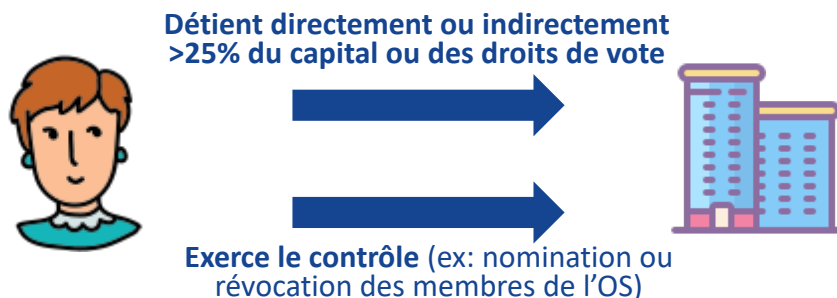 Détient directement ou indirectement
>25% du capital ou des droits de vote
Exerce le contrôle (ex: nomination ou
révocation des membres de l’OS)